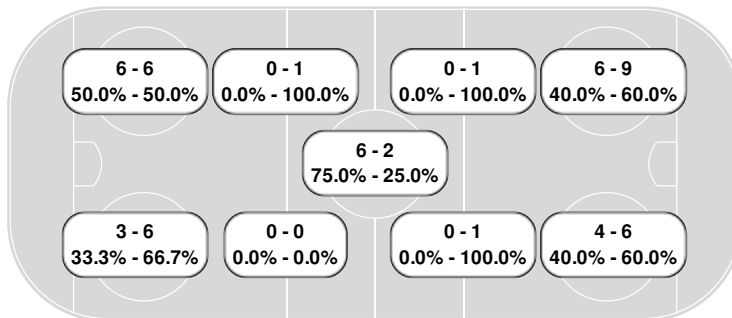 6 - 6
50.0% - 50.0%
0 - 1
0.0% - 100.0%
0 - 1
0.0% - 100.0%
6 - 9
40.0% - 60.0%
6 - 2
75.0% - 25.0%
3 - 6
33.3% - 66.7%
0 - 0
0.0% - 0.0%
0 - 1
0.0% - 100.0%
4 - 6
40.0% - 60.0%